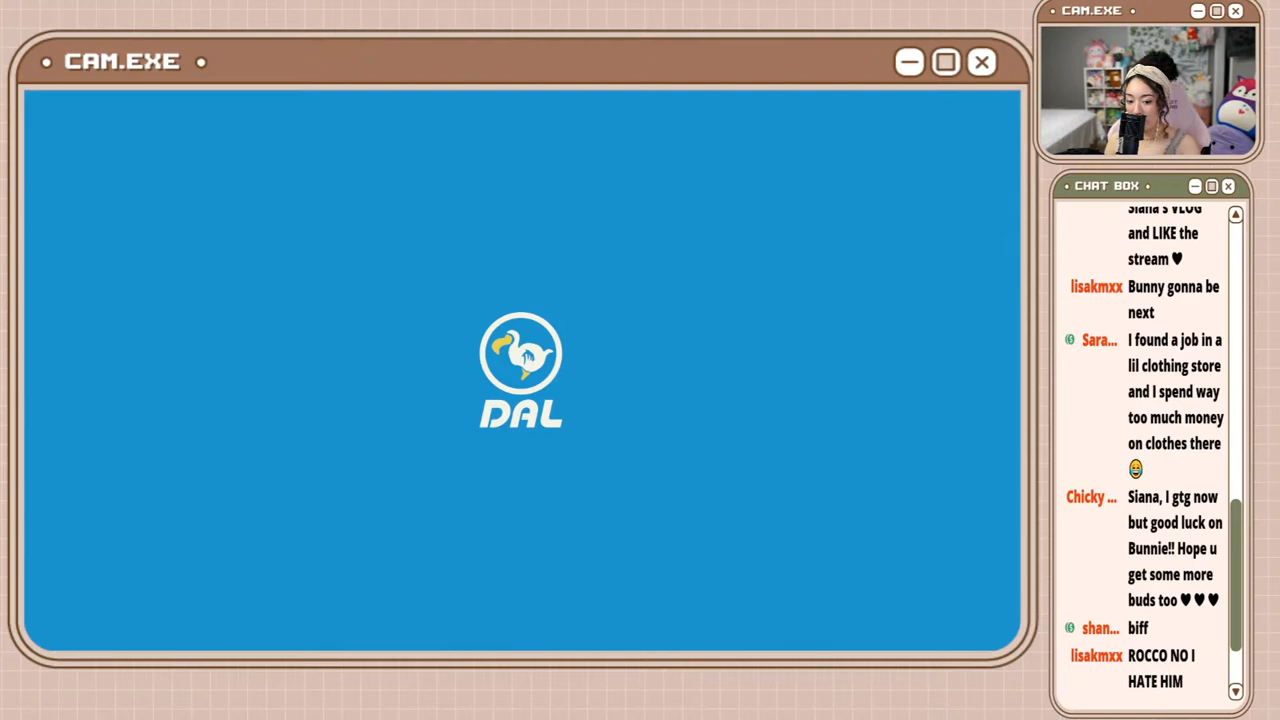 CAM.EXE
DAL
CAM.EXE
CHAT BOX
Siana's VLOG
and LIKE the
stream ♥
lisakmxx Bunny gonna be
next
Sara... I found a job in a
lil clothing store
and I spend way
too much money
on clothes there
😂
Chicky ... Siana, I gtg now
but good luck on
Bunnie!! Hope u
get some more
buds too ♥ ♥ ♥
shan... biff
lisakmxx ROCCO NO I
HATE HIM